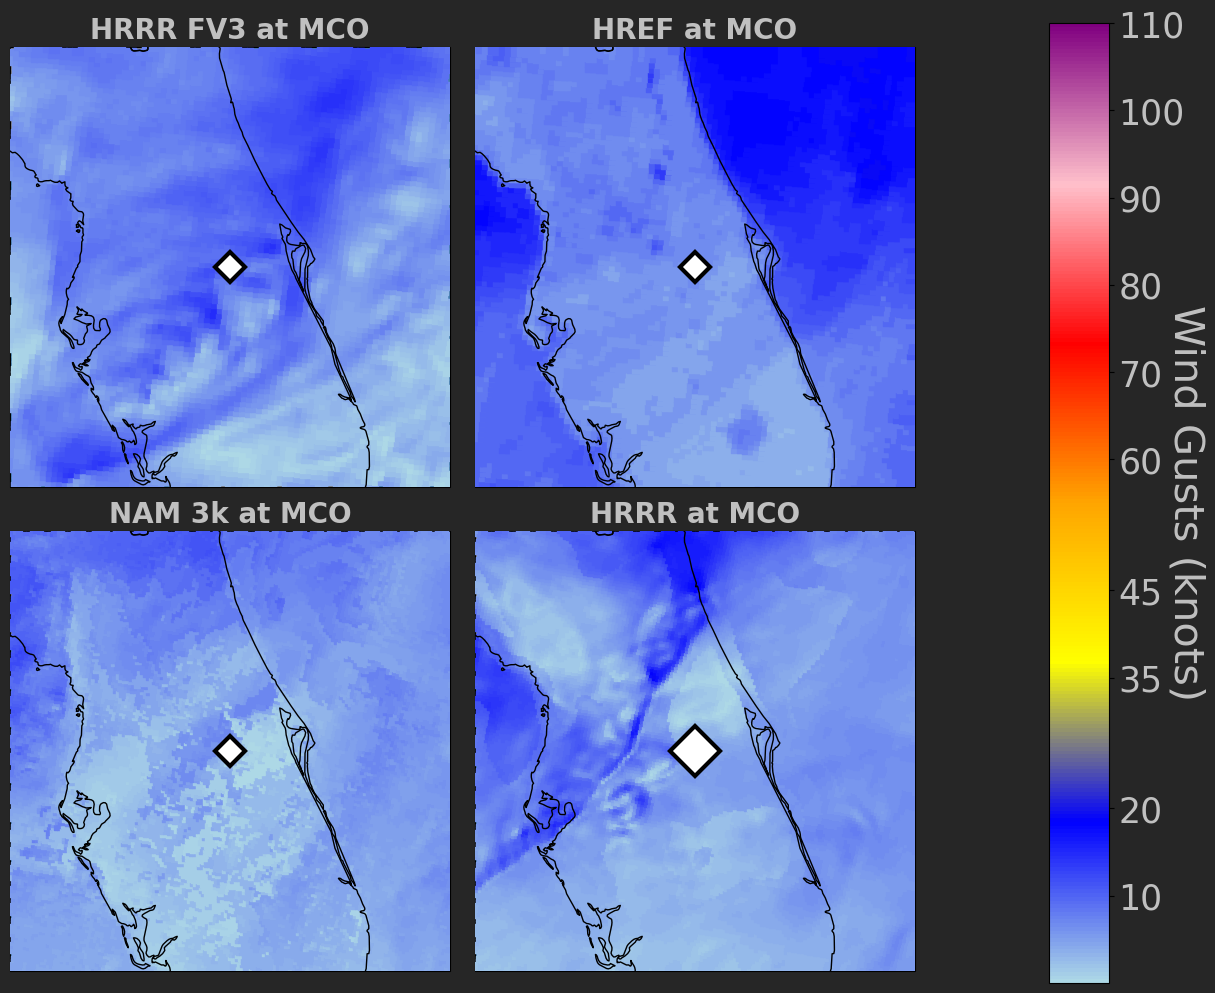 HRRR FV3 at MCO
HREF at MCO
NAM 3k at MCO
HRRR at MCO
110
100
90
80
70
60
45
35
20
10
Wind Gusts (knots)